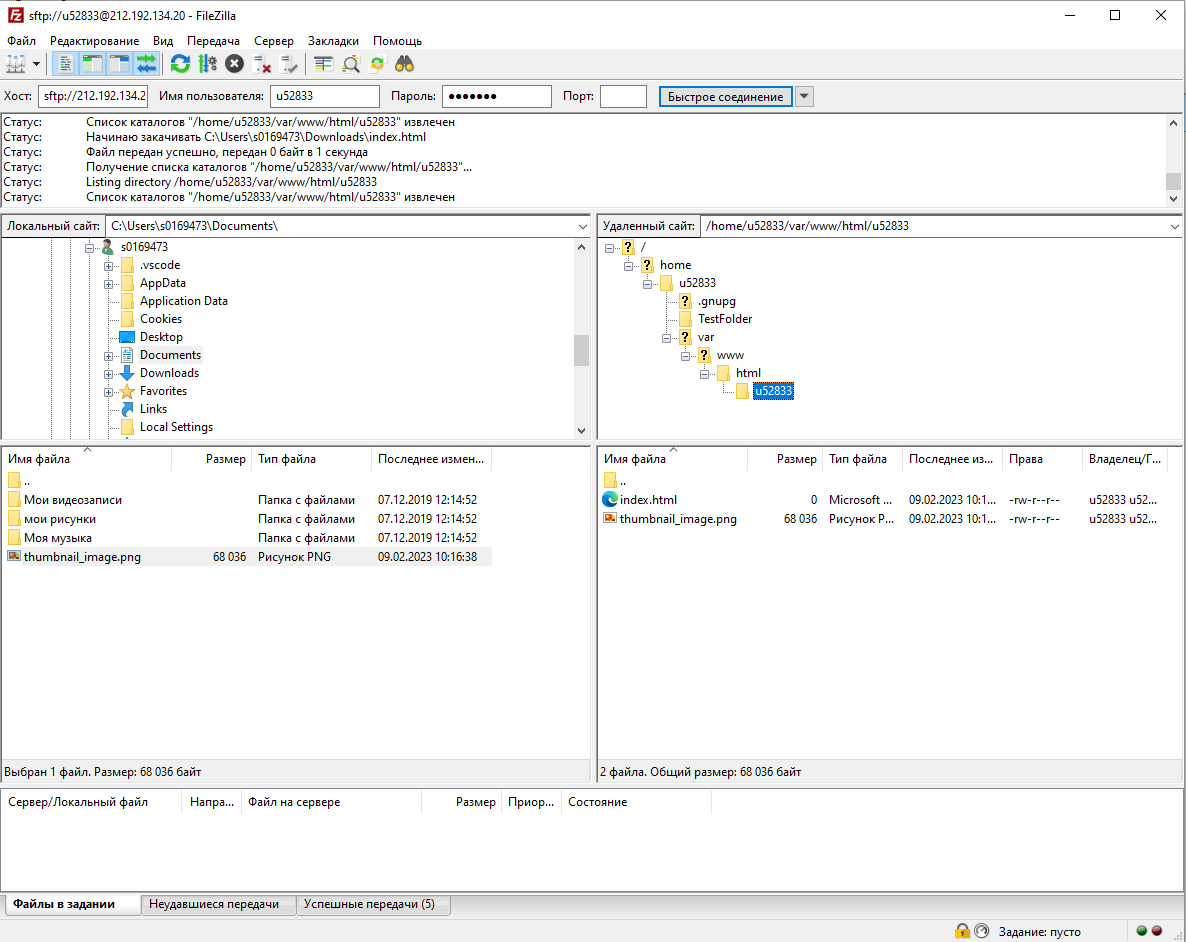 sftp://u52833@212.192.134.20 - FileZilla
Файл Редактирование Вид Передача Сервер Закладки Помощь
Хост: sftp://212.192.134.2 Имя пользователя: u52833 Пароль: ●●●●●●● Порт: Быстрое соединение
Статус: Список каталогов "/home/u52833/var/www/html/u52833" извлечен
Статус: Начинаю закачивать C:\Users\s0169473\Downloads\index.html
Статус: Файл передан успешно, передан 0 байт в 1 секунда
Статус: Получение списка каталогов "/home/u52833/var/www/html/u52833"...
Статус: Listing directory /home/u52833/var/www/html/u52833
Статус: Список каталогов "/home/u52833/var/www/html/u52833" извлечен
Локальный сайт: C:\Users\s0169473\Documents\
s0169473
.vscode
AppData
Application Data
Cookies
Desktop
Documents
Downloads
Favorites
Links
Local Settings
Удаленный сайт: /home/u52833/var/www/html/u52833
/
home
u52833
.gnupg
TestFolder
var
www
html
u52833
Имя файла Размер Тип файла Последнее измен...
..
Мои видеозаписи Папка с файлами 07.12.2019 12:14:52
мои рисунки Папка с файлами 07.12.2019 12:14:52
Моя музыка Папка с файлами 07.12.2019 12:14:52
thumbnail_image.png 68 036 Рисунок PNG 09.02.2023 10:16:38
Выбран 1 файл. Размер: 68 036 байт
Имя файла Размер Тип файла Последнее из... Права Владелец/Г...
..
index.html 0 Microsoft ... 09.02.2023 10:1... -rw-r--r-- u52833 u52...
thumbnail_image.png 68 036 Рисунок P... 09.02.2023 10:1... -rw-r--r-- u52833 u52...
2 файла. Общий размер: 68 036 байт
Сервер/Локальный файл Напра... Файл на сервере Размер Приор... Состояние
Файлы в задании Неудавшиеся передачи Успешные передачи (5)
Задание: пусто